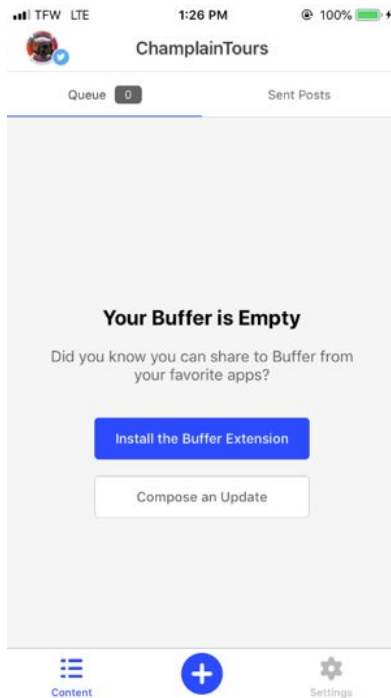 TFW LTE 1:26 PM 100%
ChamplainTours
Queue 0 Sent Posts
Your Buffer is Empty
Did you know you can share to Buffer from
your favorite apps?
Install the Buffer Extension
Compose an Update
Content Settings